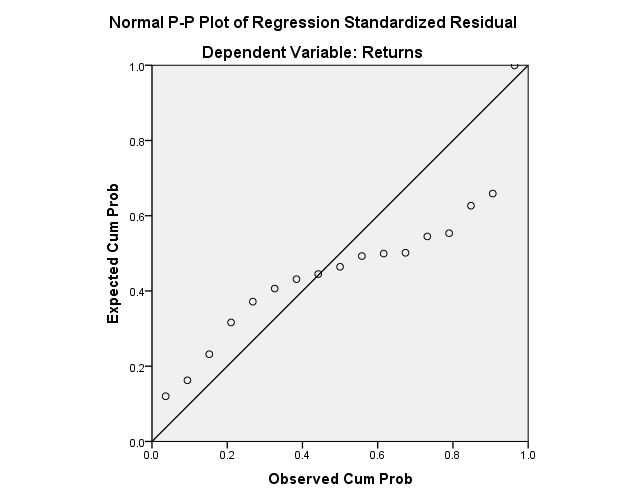 Normal P-P Plot of Regression Standardized Residual
Dependent Variable: Returns
1.0
0.8
0.6
0.4
0.2
0.0
Expected Cum Prob
0.0 0.2 0.4 0.6 0.8 1.0
Observed Cum Prob